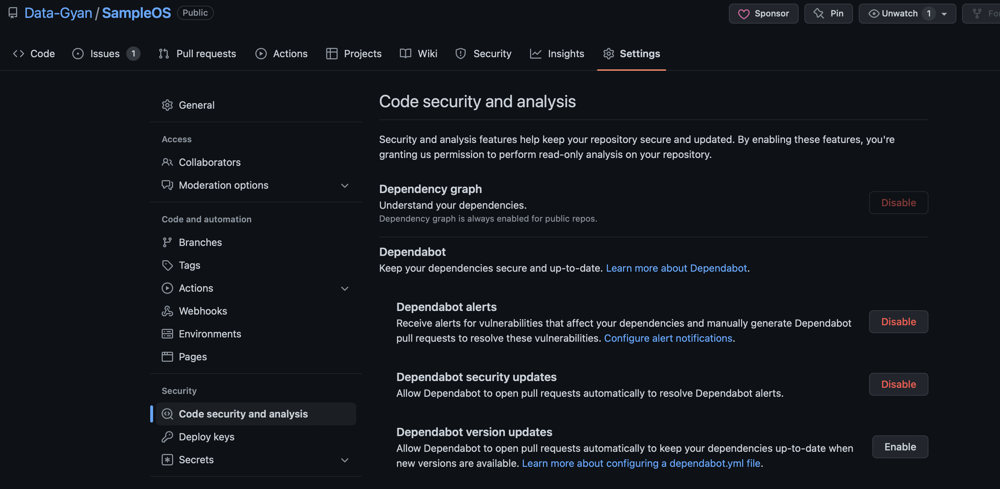 Data-Gyan / SampleOS Public Sponsor Pin Unwatch 1
Code Issues 1 Pull requests Actions Projects Wiki Security Insights Settings
General
Access
Collaborators
Moderation options
Code and automation
Branches
Tags
Actions
Webhooks
Environments
Pages
Security
Code security and analysis
Deploy keys
Secrets
Code security and analysis
Security and analysis features help keep your repository secure and updated. By enabling these features, you're
granting us permission to perform read-only analysis on your repository.
Dependency graph
Understand your dependencies.
Dependency graph is always enabled for public repos.
Disable
Dependabot
Keep your dependencies secure and up-to-date. Learn more about Dependabot.
Dependabot alerts
Receive alerts for vulnerabilities that affect your dependencies and manually generate Dependabot
pull requests to resolve these vulnerabilities. Configure alert notifications.
Disable
Dependabot security updates
Allow Dependabot to open pull requests automatically to resolve Dependabot alerts.
Disable
Dependabot version updates
Allow Dependabot to open pull requests automatically to keep your dependencies up-to-date when
new versions are available. Learn more about configuring a dependabot.yml file.
Enable